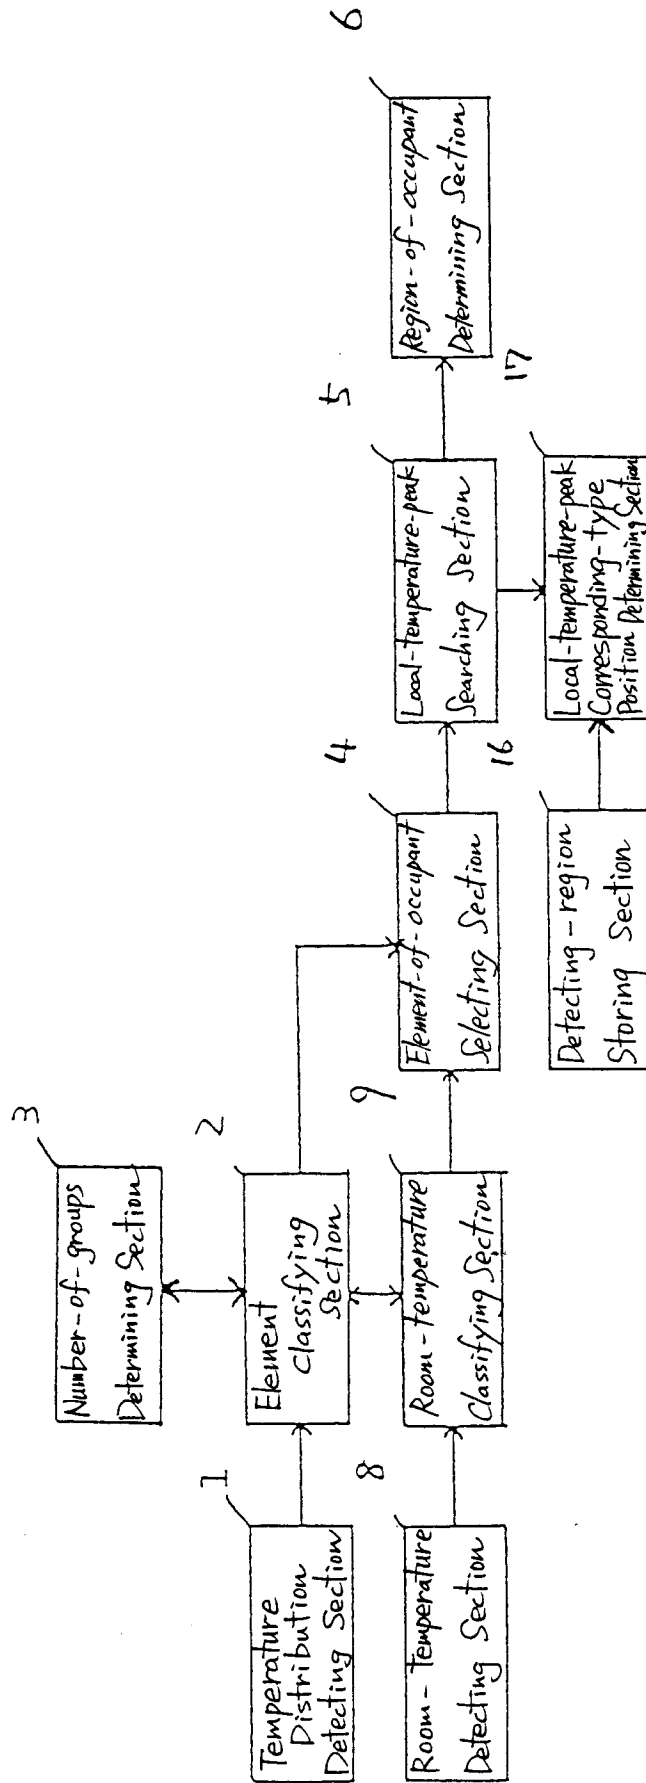 3
Number-of-groups
Determining Section
1
Temperature
Distribution
Detecting Section
2
Element
Classifying
Section
8
Room-Temperature
Detecting Section
9
Room-temperature
Classifying Section
4
Element-of-occupant
Selecting Section
5
Local-temperature-peak
Searching Section
6
Region-of-occupant
Determining Section
16
Detecting-region
Storing Section
17
Local-temperature-peak
Corresponding-type
Position Determining Section